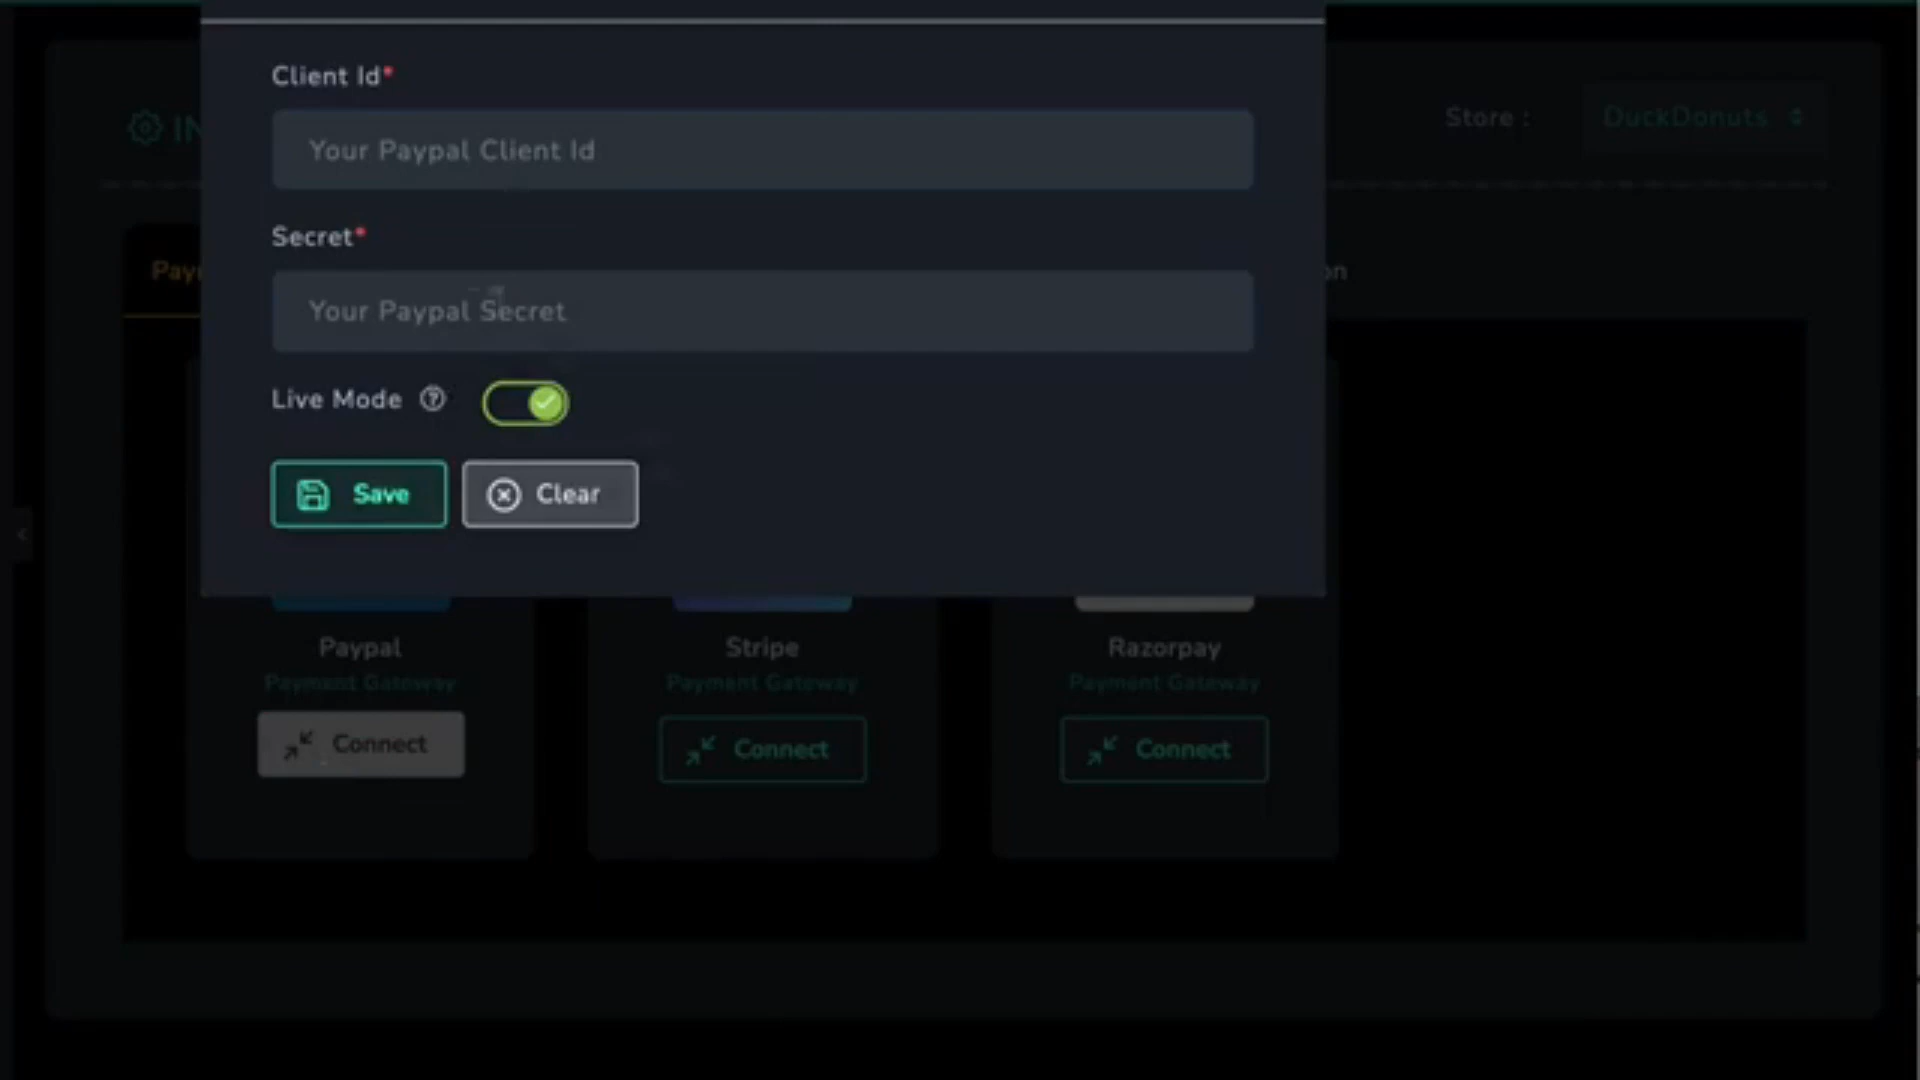 Client Id*
Your Paypal Client Id
Store :
DuckDonuts
Secret*
Your Paypal Secret
Live Mode
Save
Clear
Paypal
Stripe
Razorpay
Payment Gateway
Payment Gateway
Payment Gateway
Connect
Connect
Connect